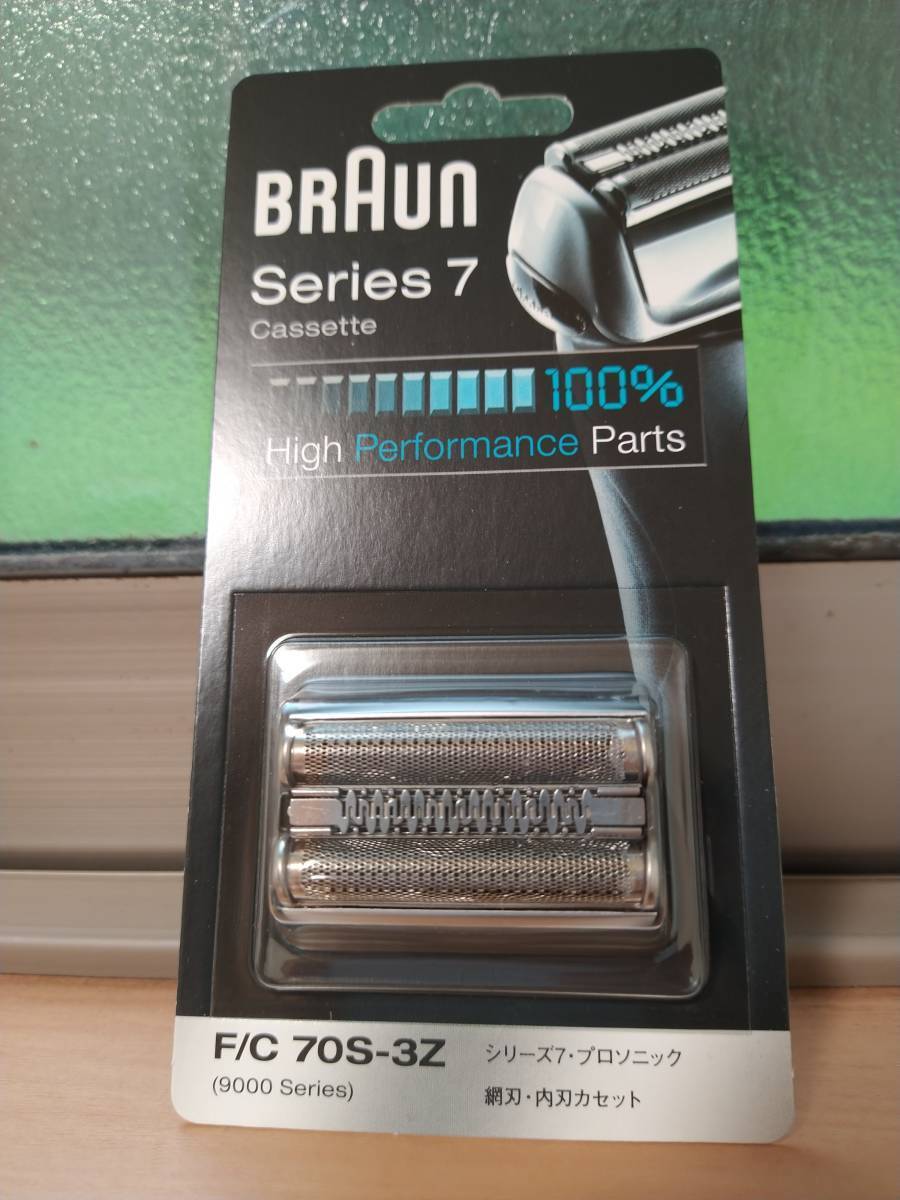 BRAUN
Series 7
Cassette
100%
High Performance Parts
F/C 70S-3Z
(9000 Series)
シリーズ7・プロソニック
網刃・内刃カセット